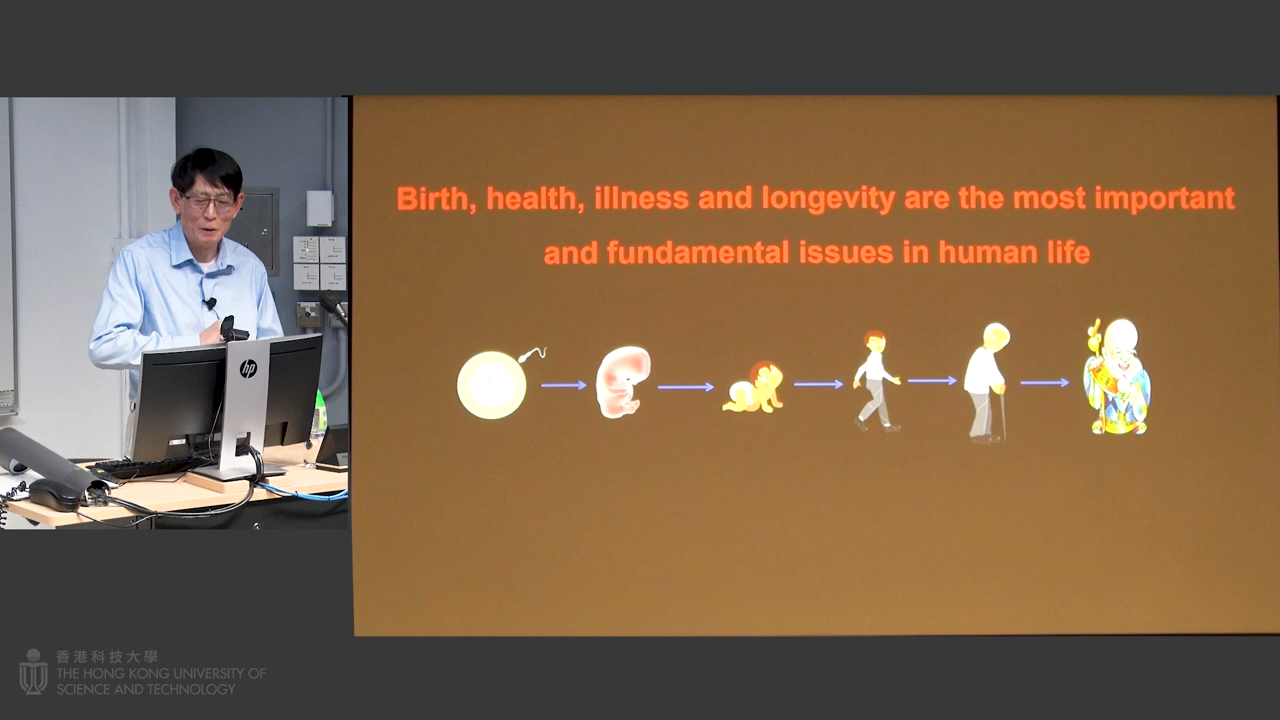 Birth, health, illness and longevity are the most important
and fundamental issues in human life
hp
香港科技大學
THE HONG KONG UNIVERSITY OF
SCIENCE AND TECHNOLOGY